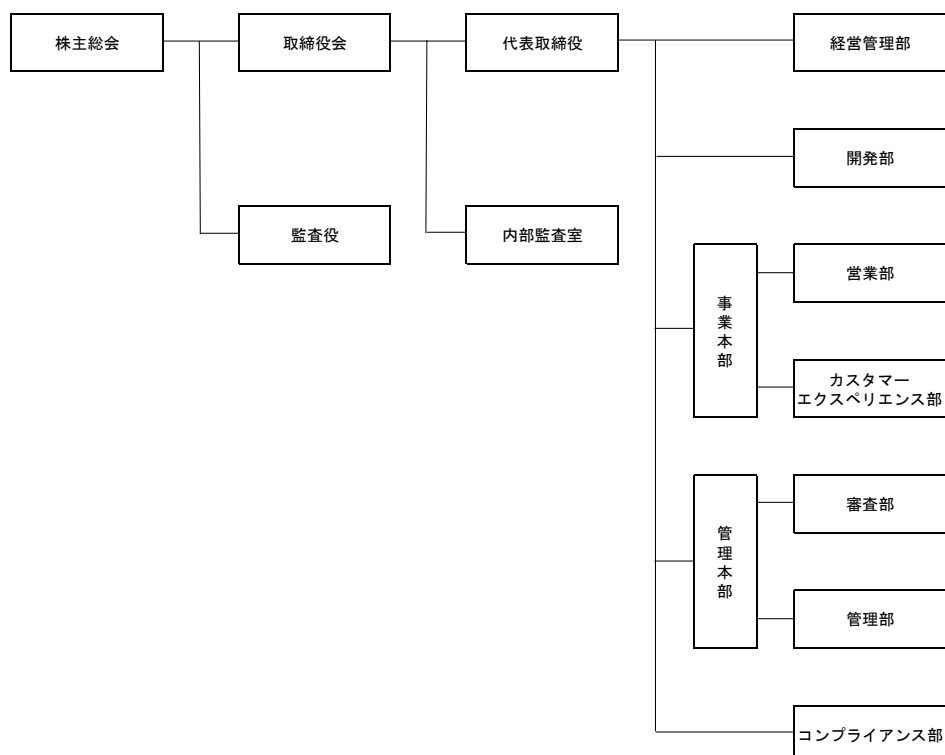 株主総会
取締役会
代表取締役
経営管理部
開発部
監査役
内部監査室
事業本部
営業部
カスタマー
エクスペリエンス部
管理本部
審査部
管理部
コンプライアンス部